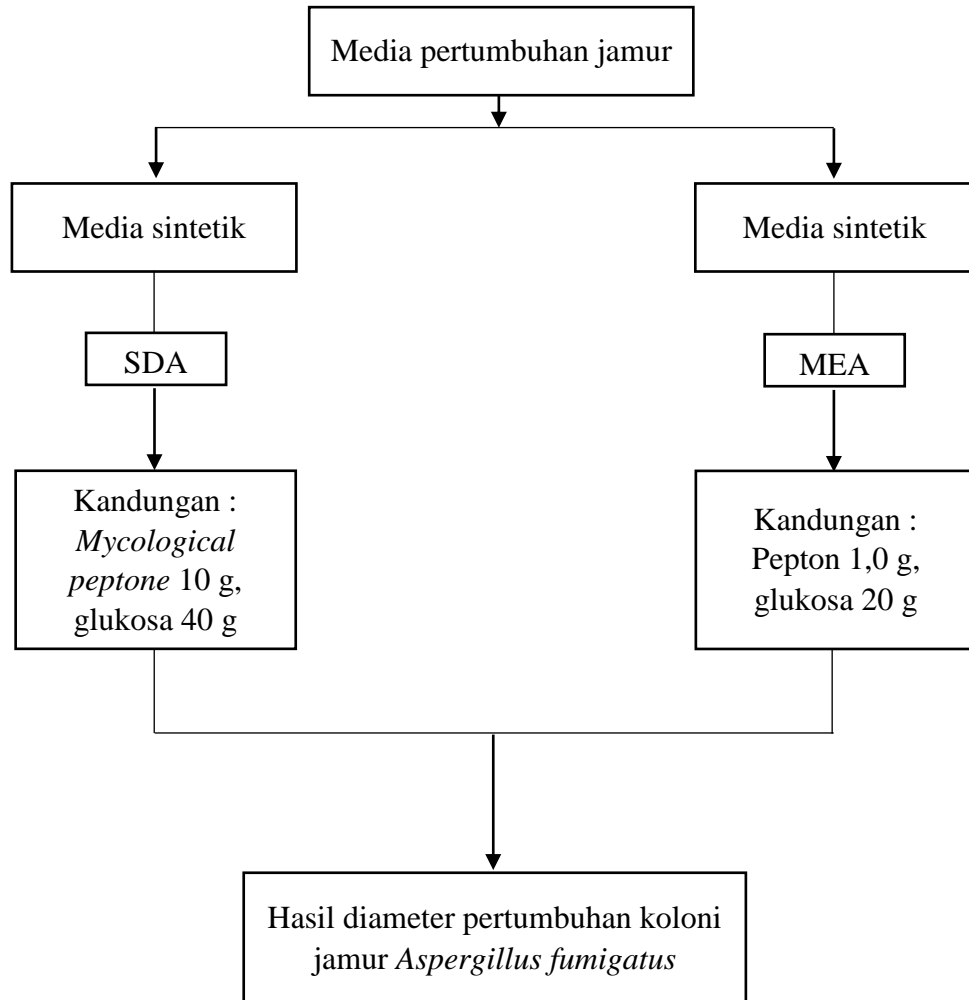 Media pertumbuhan jamur
Media sintetik
Media sintetik
SDA
MEA
Kandungan :
Mycological
peptone 10 g,
glukosa 40 g
Kandungan :
Pepton 1,0 g,
glukosa 20 g
Hasil diameter pertumbuhan koloni
jamur Aspergillus fumigatus